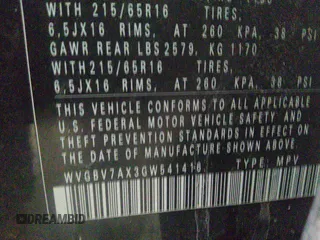 WITH 215/65R16 TIRES,
6.5JX16 RIMS, AT 260 KPA, 38 PSI
GAWR REAR LBS 2579, KG 1170
WITH 215/65R16 TIRES,
6.5JX16 RIMS, AT 260 KPA, 38 PSI
THIS VEHICLE CONFORMS TO ALL APPLICABLE
U.S. FEDERAL MOTOR VEHICLE SAFETY AND
THEFT PREVENTION STANDARDS IN EFFECT ON
THE DATE OF MANUFACTURE SHOWN ABOVE.
WVGBV7AX3GW541416 TYPE: MPV
DREAMBID